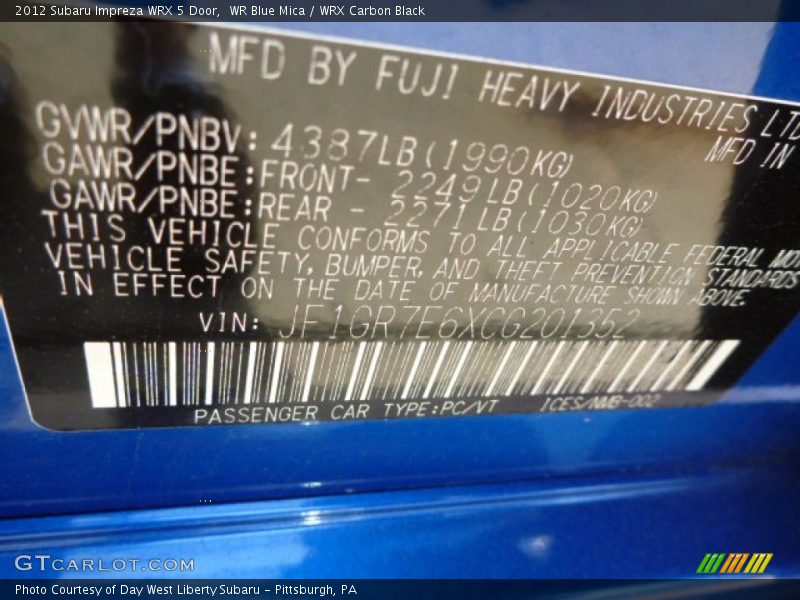 2012 Subaru Impreza WRX 5 Door,  WR Blue Mica / WRX Carbon Black
MFD BY FUJI HEAVY INDUSTRIES LTD
MFD IN
GVWR/PNBV: 4387LB(1990KG)
GAWR/PNBE:FRONT- 2249LB(1020KG)
GAWR/PNBE:REAR - 2271LB(1030KG)
THIS VEHICLE CONFORMS TO ALL APPLICABLE FEDERAL MOT
VEHICLE SAFETY, BUMPER, AND THEFT PREVENTION STANDARDS
IN EFFECT ON THE DATE OF MANUFACTURE SHOWN ABOVE
VIN: JF1GR7E6XCG201352
PASSENGER CAR TYPE:PC/VT ICES/NMB-002
GTCARLOT.COM
Photo Courtesy of Day West Liberty Subaru - Pittsburgh, PA